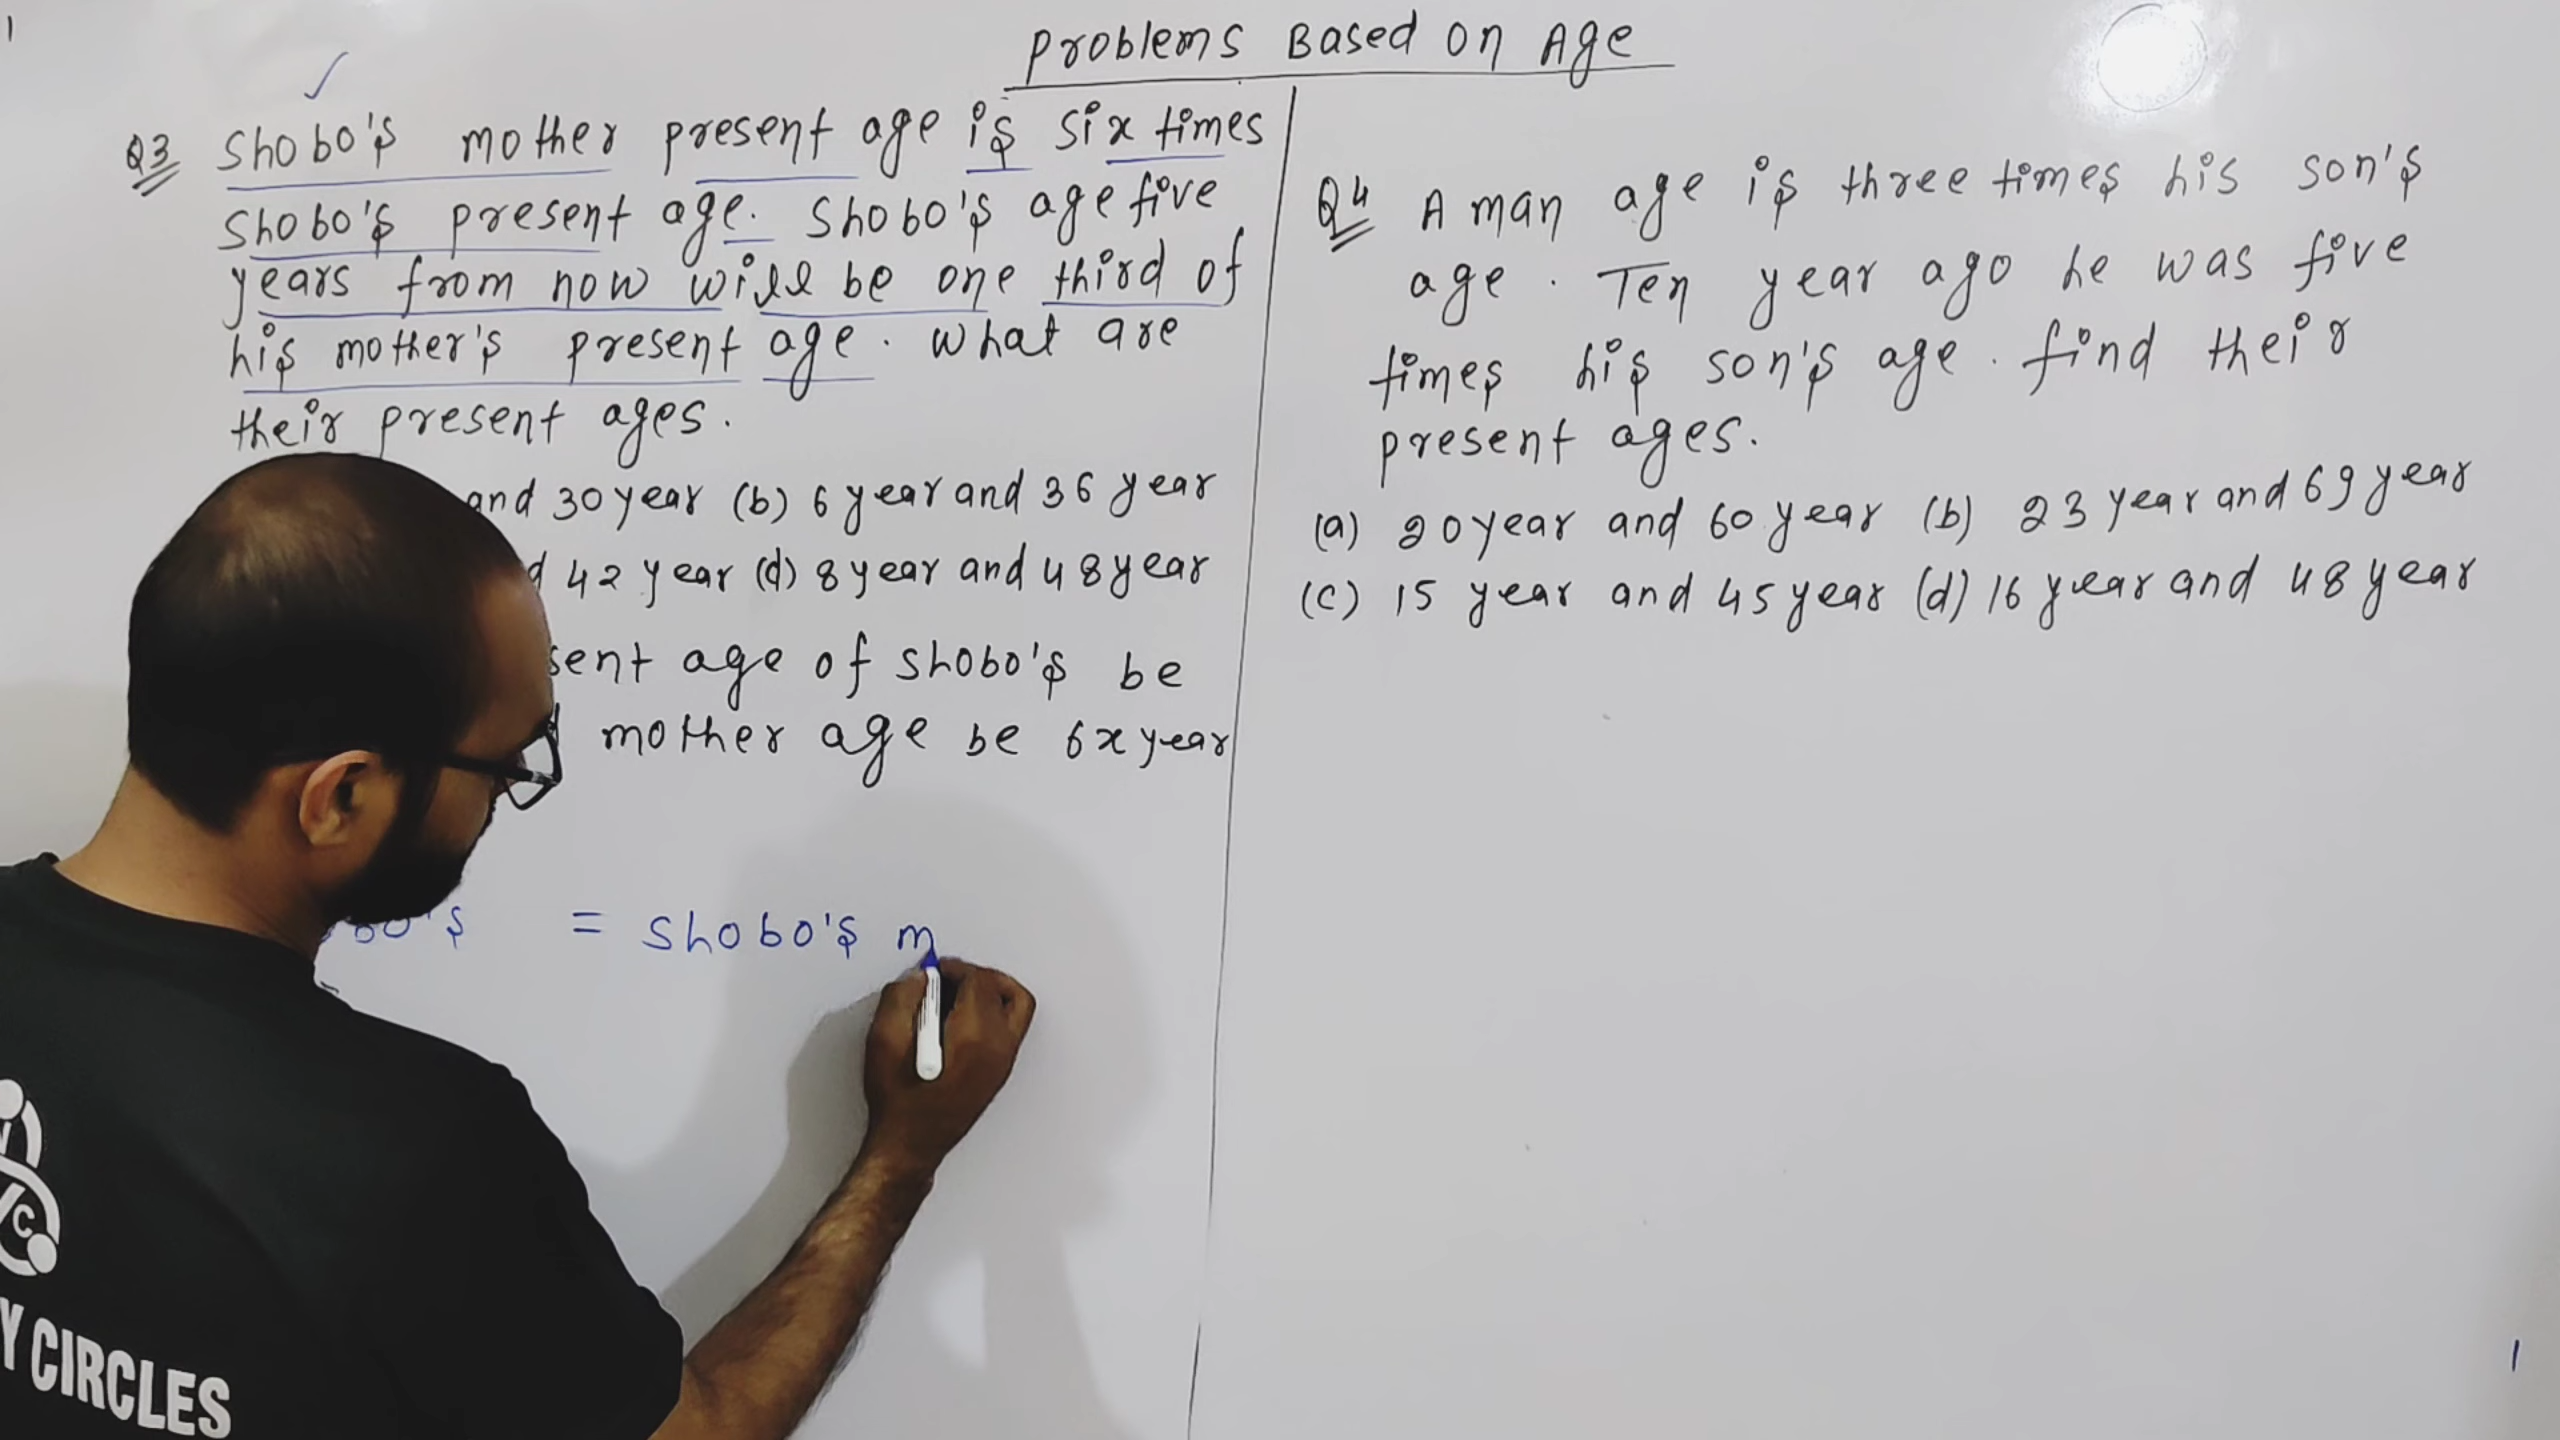 Problems Based on Age
Q3 Shobo's mother present age is six times
Shobo's present age. Shobo's age five
years from now will be one third of
his mother's present age. What are
their present ages.
and 30 year (b) 6 year and 36 year
42 year (d) 8 year and 48 year
age of Shobo's be
mother age be 6x year
= Shobo's m
Q4 A man age is three times his son's
age. Ten year ago he was five
times his son's age. find their
present ages.
(a) 20 year and 60 year (b) 23 year and 69 year
(c) 15 year and 45 year (d) 16 year and 48 year
CIRCLES